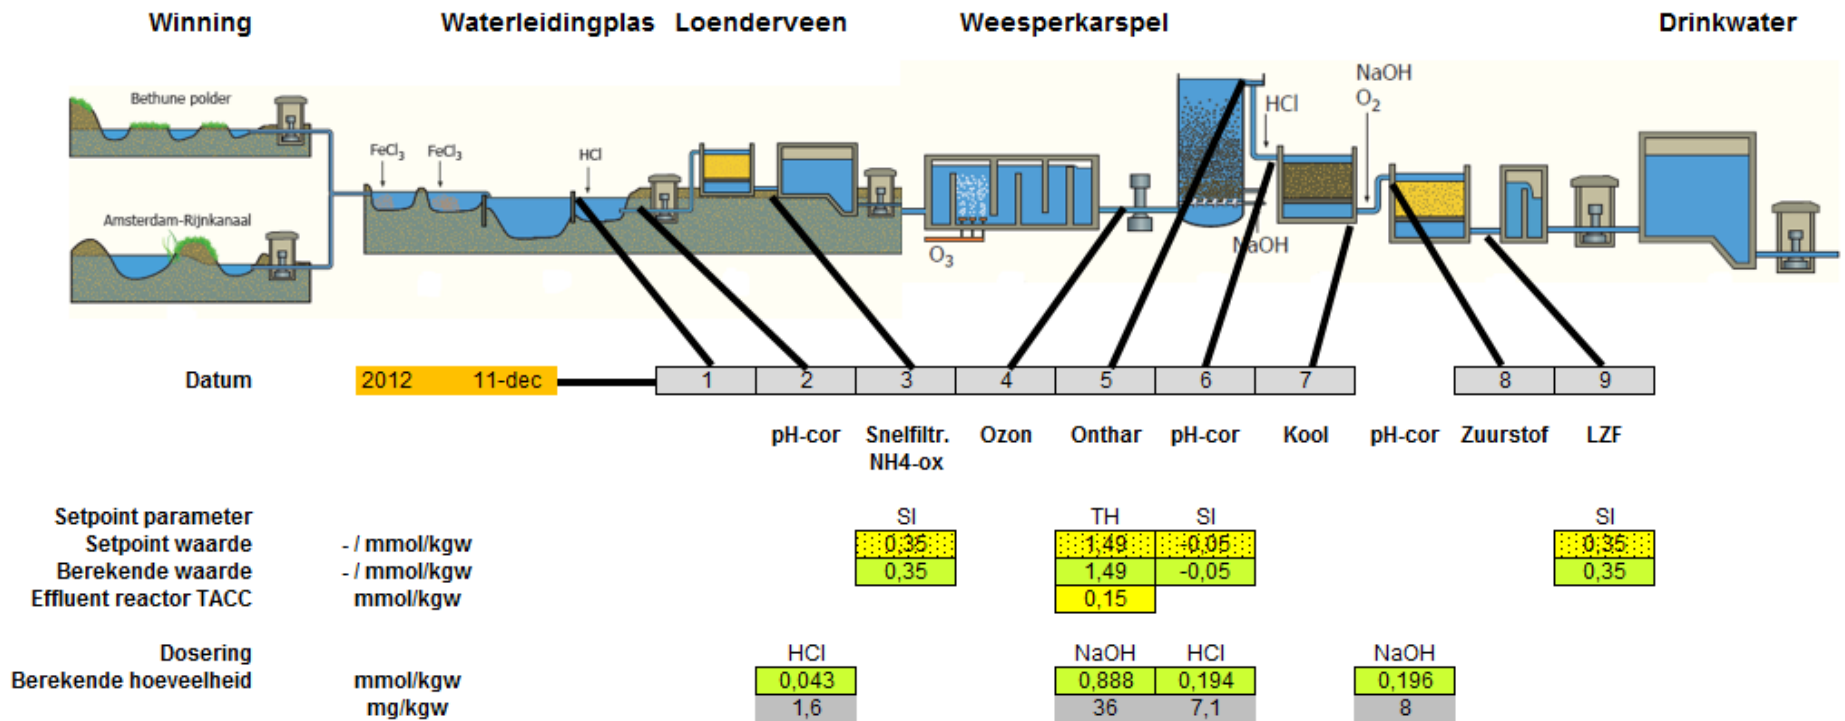 Winning Waterleidingplas Loenderveen Weesperkarspel Drinkwater
Bethune polder
Amsterdam-Rijnkanaal
FeCl3 FeCl3 HCl
O3
NaOH
HCl
NaOH
O2
Datum 2012 11-dec 1 2 3 4 5 6 7 8 9
pH-cor Snelfiltr. Ozon Onthar pH-cor Kool pH-cor Zuurstof LZF
NH4-ox
Setpoint parameter SI TH SI SI
Setpoint waarde - / mmol/kgw 0,35 1,49 -0,05 0,35
Berekende waarde - / mmol/kgw 0,35 1,49 -0,05 0,35
Effluent reactor TACC mmol/kgw 0,15
Dosering HCl NaOH HCl NaOH
Berekende hoeveelheid mmol/kgw 0,043 0,888 0,194 0,196
mg/kgw 1,6 36 7,1 8